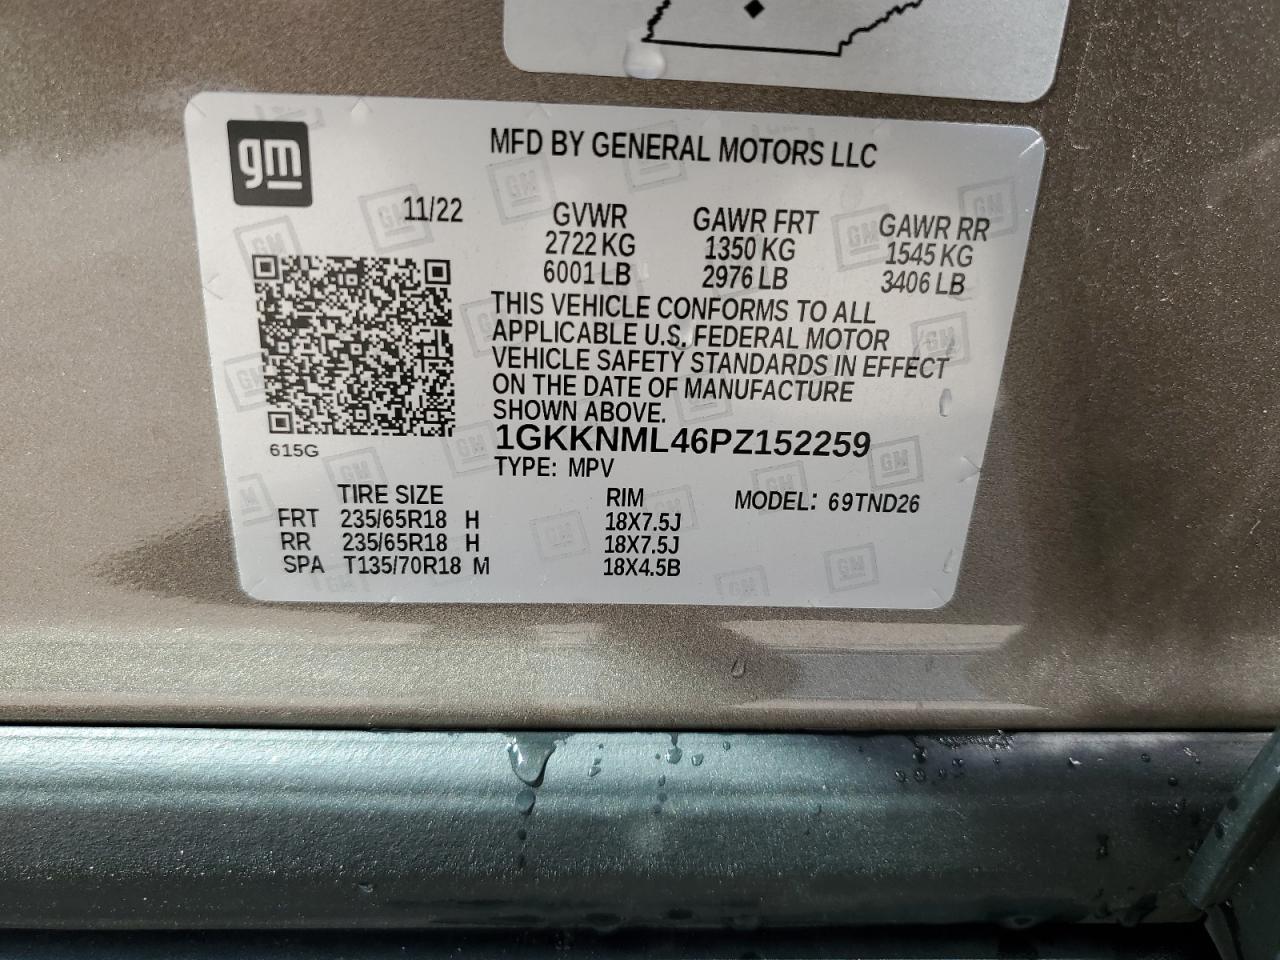 gm
MFD BY GENERAL MOTORS LLC
11/22
GVWR GAWR FRT GAWR RR
2722 KG 1350 KG 1545 KG
6001 LB 2976 LB 3406 LB
THIS VEHICLE CONFORMS TO ALL
APPLICABLE U.S. FEDERAL MOTOR
VEHICLE SAFETY STANDARDS IN EFFECT
ON THE DATE OF MANUFACTURE
SHOWN ABOVE.
615G
1GKKNML46PZ152259
TYPE: MPV
TIRE SIZE RIM MODEL: 69TND26
FRT 235/65R18 H 18X7.5J
RR 235/65R18 H 18X7.5J
SPA T135/70R18 M 18X4.5B